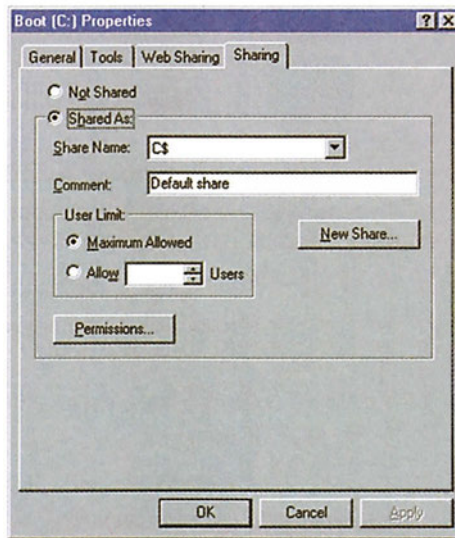 Boot (C:) Properties
General Tools Web Sharing Sharing
Not Shared
Shared As:
Share Name: C$
Comment: Default share
User Limit:
Maximum Allowed
Allow Users
New Share...
Permissions...
OK Cancel Apply